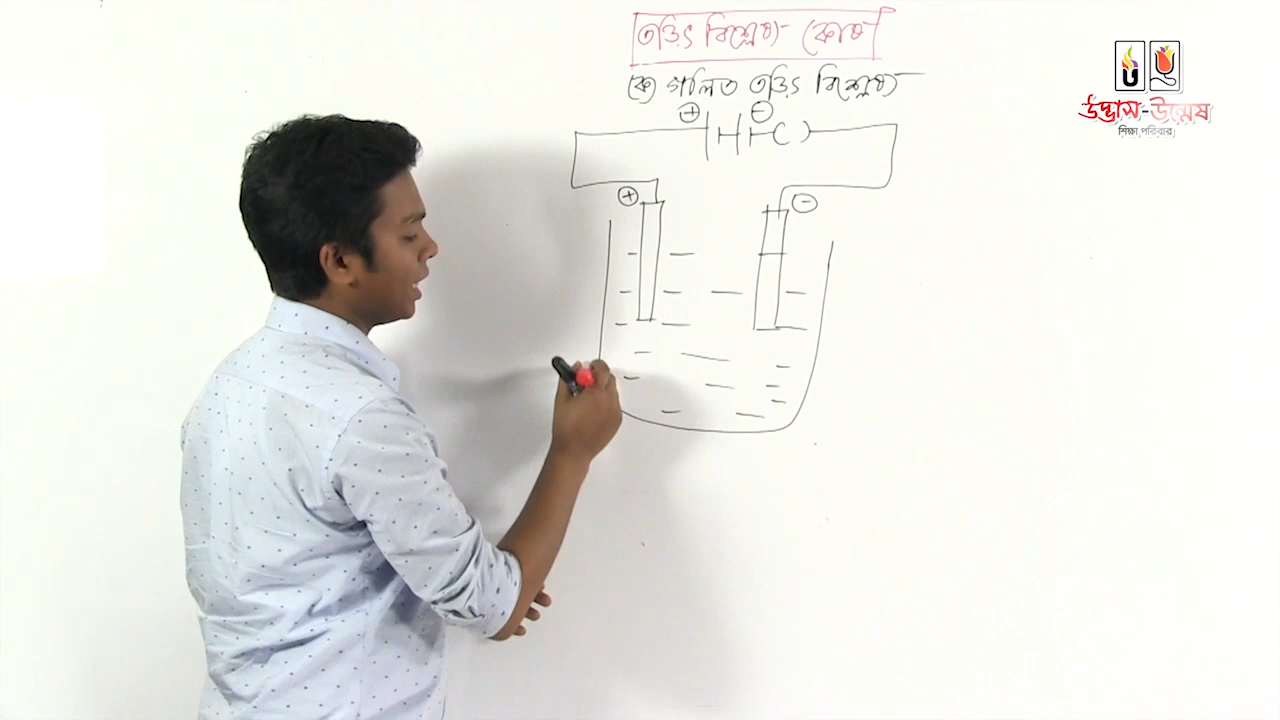 তড়িৎ বিশ্লেষ্য কোষ
(ক) গলিত তড়িৎ বিশ্লেষ্য
+ -
+ -
উদ্ভাস-উন্মেষ
শিক্ষা পরিবার